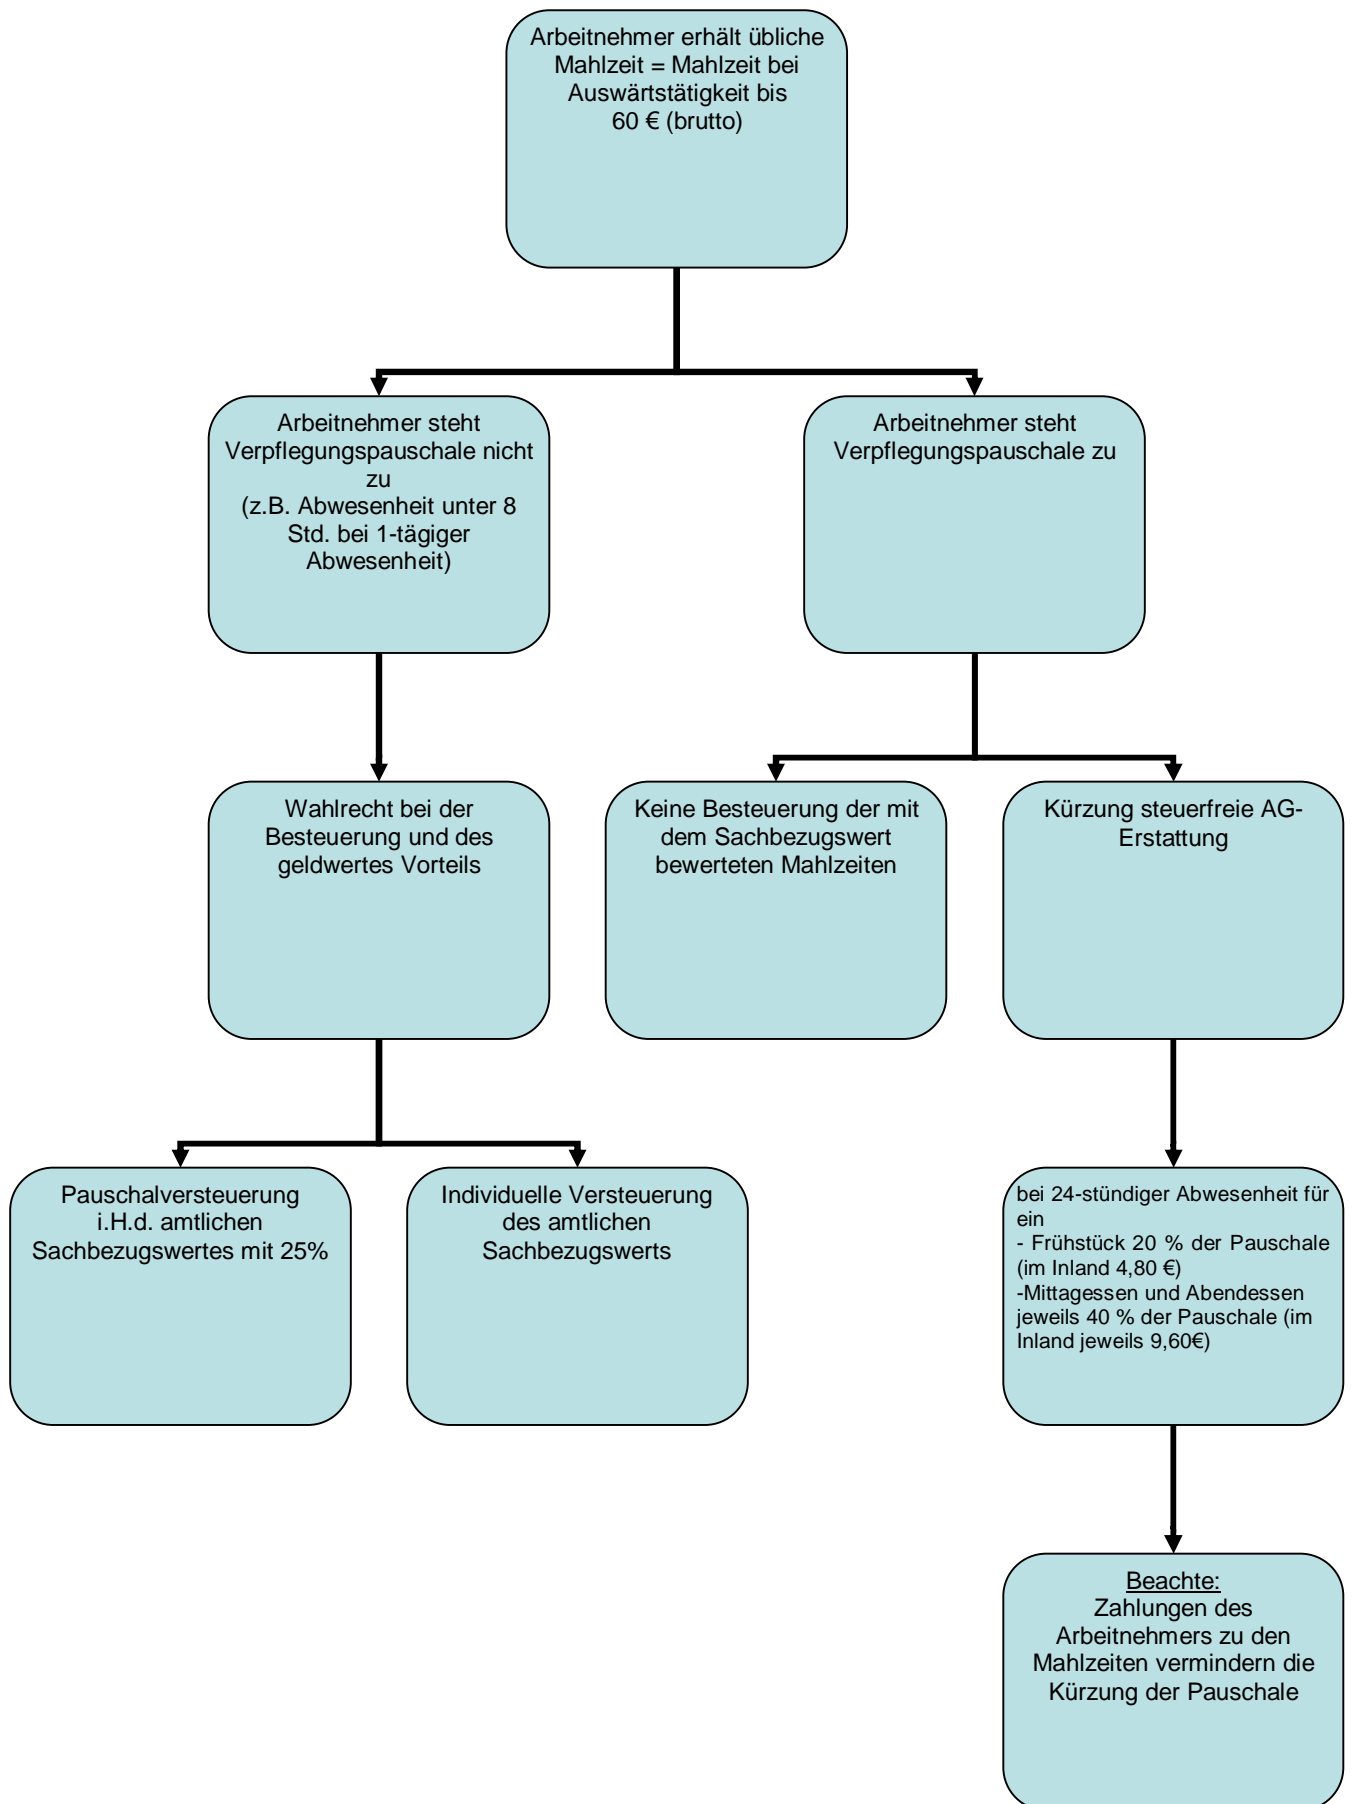 Arbeitnehmer erhält übliche
Mahlzeit = Mahlzeit bei
Auswärtstätigkeit bis
60 € (brutto)
Arbeitnehmer steht
Verpflegungspauschale nicht
zu
(z.B. Abwesenheit unter 8
Std. bei 1-tägiger
Abwesenheit)
Arbeitnehmer steht
Verpflegungspauschale zu
Wahlrecht bei der
Besteuerung und des
geldwertes Vorteils
Keine Besteuerung der mit
dem Sachbezugswert
bewerteten Mahlzeiten
Kürzung steuerfreie AG-
Erstattung
Pauschalversteuerung
i.H.d. amtlichen
Sachbezugswertes mit 25%
Individuelle Versteuerung
des amtlichen
Sachbezugswerts
bei 24-stündiger Abwesenheit für
ein
- Frühstück 20 % der Pauschale
(im Inland 4,80 €)
-Mittagessen und Abendessen
jeweils 40 % der Pauschale (im
Inland jeweils 9,60€)
Beachte:
Zahlungen des
Arbeitnehmers zu den
Mahlzeiten vermindern die
Kürzung der Pauschale